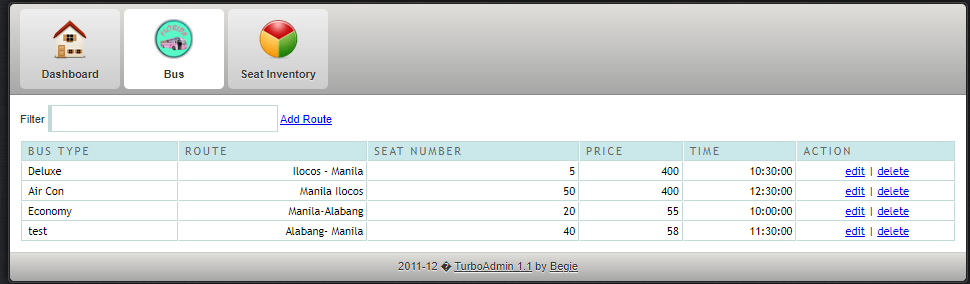 Dashboard Bus Seat Inventory
Filter Add Route
BUS TYPE ROUTE SEAT NUMBER PRICE TIME ACTION
Deluxe Ilocos - Manila 5 400 10:30:00 edit | delete
Air Con Manila Ilocos 50 400 12:30:00 edit | delete
Economy Manila-Alabang 20 55 10:00:00 edit | delete
test Alabang- Manila 40 58 11:30:00 edit | delete
2011-12 � TurboAdmin 1.1 by Begie